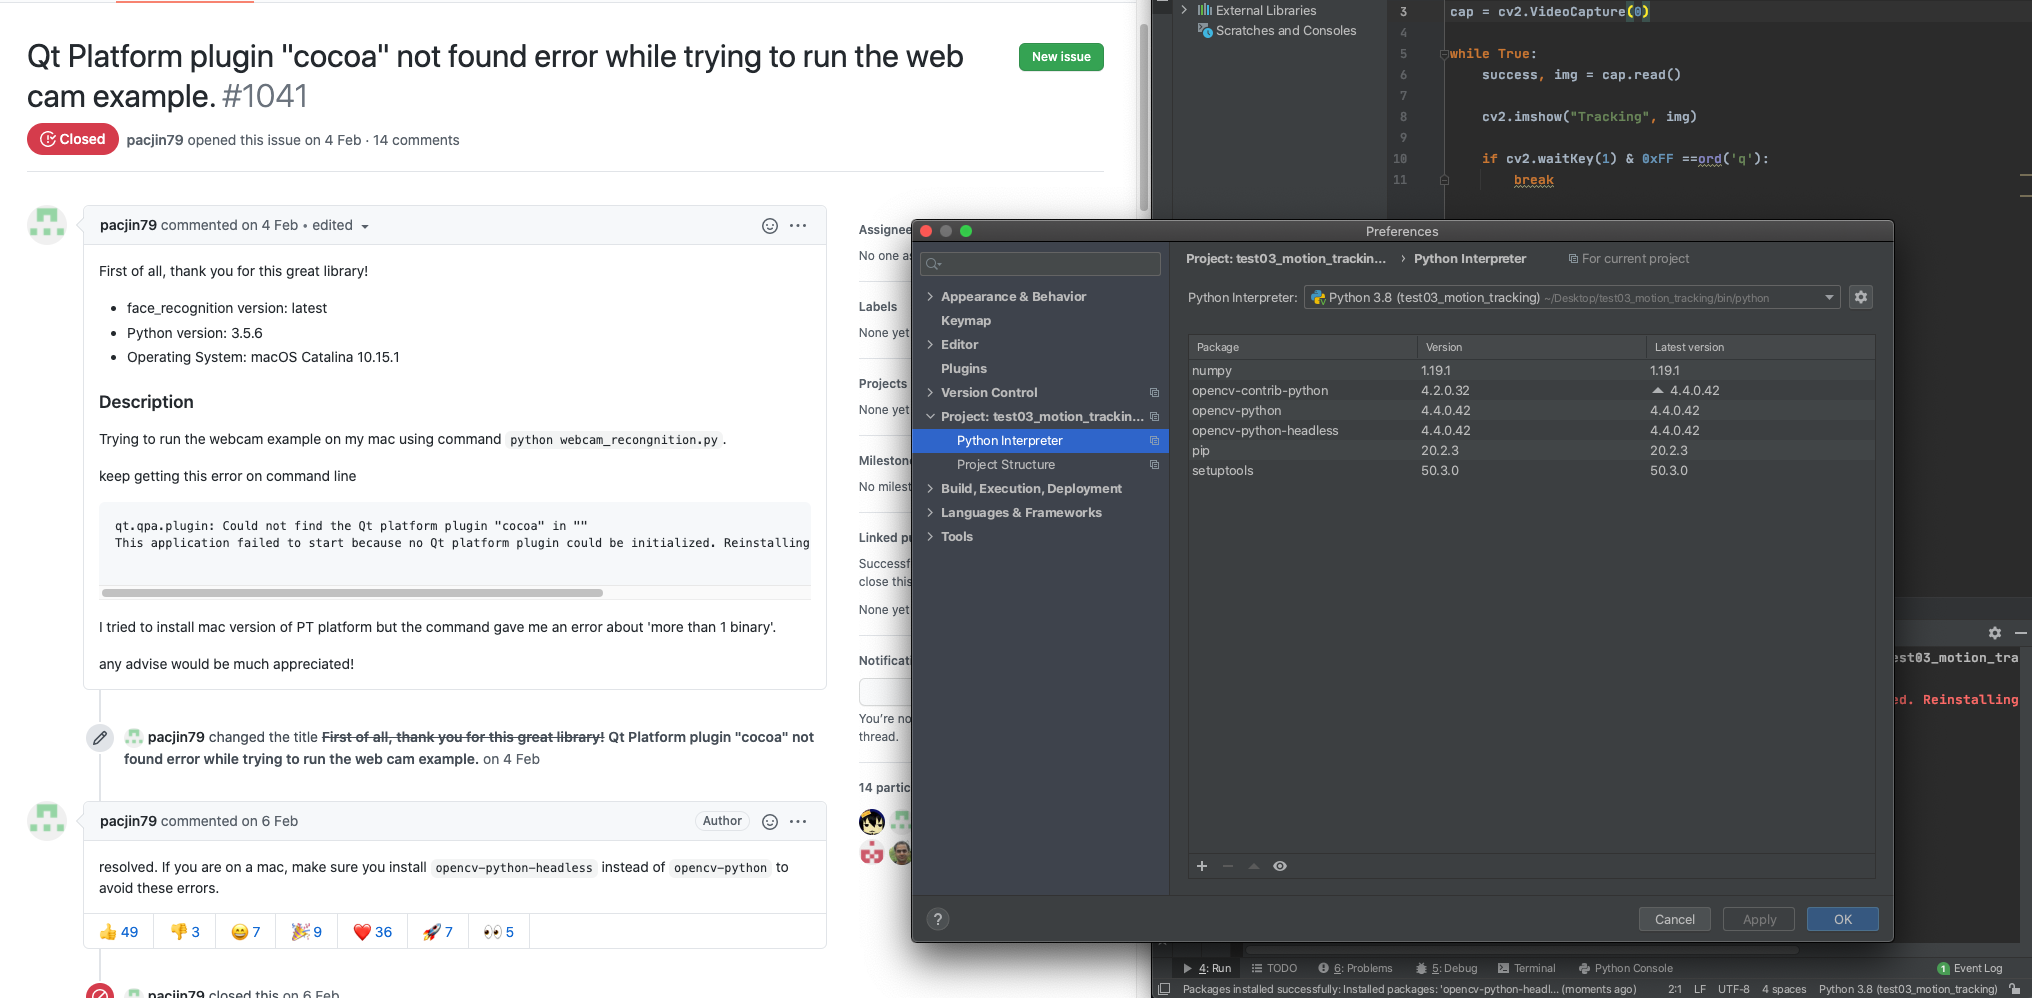 Qt Platform plugin "cocoa" not found error while trying to run the web
cam example. #1041
New issue
Closed
pacjin79 opened this issue on 4 Feb · 14 comments
pacjin79 commented on 4 Feb • edited
First of all, thank you for this great library!
• face_recognition version: latest
• Python version: 3.5.6
• Operating System: macOS Catalina 10.15.1
Description
Trying to run the webcam example on my mac using command python webcam_recongnition.py.
keep getting this error on command line
qt.qpa.plugin: Could not find the Qt platform plugin "cocoa" in ""
This application failed to start because no Qt platform plugin could be initialized. Reinstalling
I tried to install mac version of PT platform but the command gave me an error about 'more than 1 binary'.
any advise would be much appreciated!
pacjin79 changed the title First of all, thank you for this great library! Qt Platform plugin "cocoa" not
found error while trying to run the web cam example. on 4 Feb
pacjin79 commented on 6 Feb
Author
resolved. If you are on a mac, make sure you install opencv-python-headless instead of opencv-python to
avoid these errors.
👍 49 👎 3 😄 7 🎉 9 ❤️ 36 🚀 7 👀 5
pacjin79 closed this on 6 Feb
Assignee
No one as
Labels
None yet
Projects
None yet
Mileston
No milest
Linked p
Successf
close this
None yet
Notificati
You're no
thread.
14 partic
External Libraries
Scratches and Consoles
3 cap = cv2.VideoCapture(0)
4
5 while True:
6 success, img = cap.read()
7
8 cv2.imshow("Tracking", img)
9
10 if cv2.waitKey(1) & 0xFF ==ord('q'):
11 break
Preferences
Appearance & Behavior
Keymap
Editor
Plugins
Version Control
Project: test03_motion_trackin...
Python Interpreter
Project Structure
Build, Execution, Deployment
Languages & Frameworks
Tools
Project: test03_motion_trackin... › Python Interpreter
For current project
Python Interpreter: Python 3.8 (test03_motion_tracking) ~/Desktop/test03_motion_tracking/bin/python
Package Version Latest version
numpy 1.19.1 1.19.1
opencv-contrib-python 4.2.0.32 4.4.0.42
opencv-python 4.4.0.42 4.4.0.42
opencv-python-headless 4.4.0.42 4.4.0.42
pip 20.2.3 20.2.3
setuptools 50.3.0 50.3.0
?
Cancel
Apply
OK
est03_motion_tra
ed. Reinstalling
4: Run
TODO
6: Problems
5: Debug
Terminal
Python Console
1 Event Log
Packages installed successfully: Installed packages: 'opencv-python-headl... (moments ago)
2:1 LF UTF-8 4 spaces Python 3.8 (test03_motion_tracking)